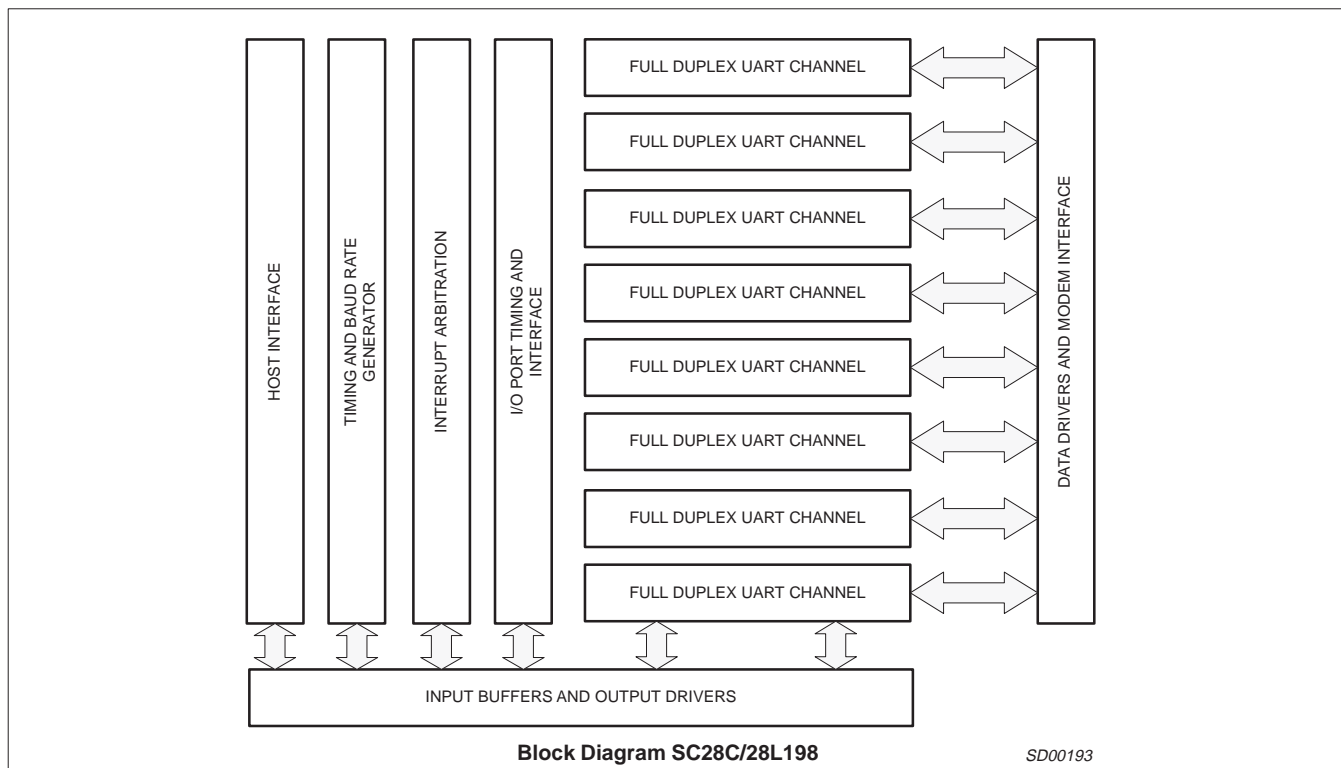 HOST INTERFACE
TIMING AND BAUD RATE
GENERATOR
INTERRUPT ARBITRATION
I/O PORT TIMING AND
INTERFACE
FULL DUPLEX UART CHANNEL
FULL DUPLEX UART CHANNEL
FULL DUPLEX UART CHANNEL
FULL DUPLEX UART CHANNEL
FULL DUPLEX UART CHANNEL
FULL DUPLEX UART CHANNEL
FULL DUPLEX UART CHANNEL
FULL DUPLEX UART CHANNEL
DATA DRIVERS AND MODEM INTERFACE
INPUT BUFFERS AND OUTPUT DRIVERS
Block Diagram SC28C/28L198
SD00193